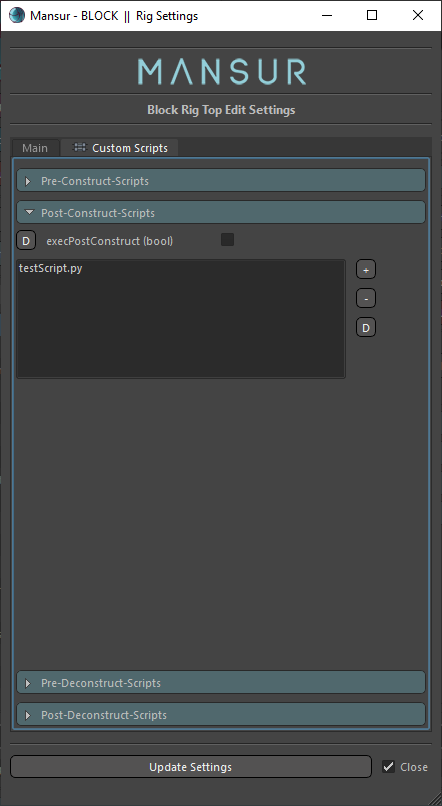 Mansur - BLOCK || Rig Settings
MANSUR
Block Rig Top Edit Settings
Main Custom Scripts
Pre-Construct-Scripts
Post-Construct-Scripts
D execPostConstruct (bool)
testScript.py
+
-
D
Pre-Deconstruct-Scripts
Post-Deconstruct-Scripts
Update Settings Close